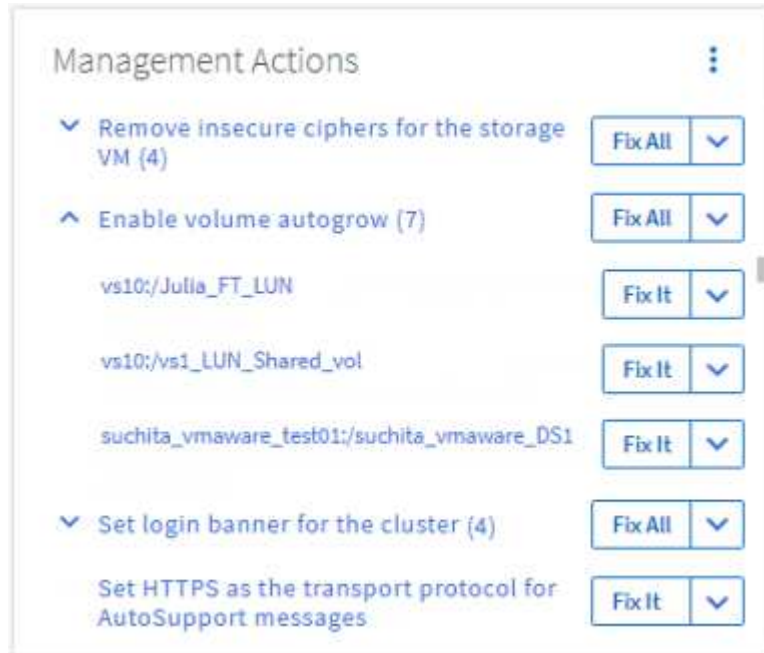 Management Actions
Remove insecure ciphers for the storage
VM (4)
Fix All
Enable volume autogrow (7)
Fix All
vs10:/Julia_FT_LUN
Fix It
vs10:/vs1_LUN_Shared_vol
Fix It
suchita_vmaware_test01:/suchita_vmaware_DS1
Fix It
Set login banner for the cluster (4)
Fix All
Set HTTPS as the transport protocol for
AutoSupport messages
Fix It